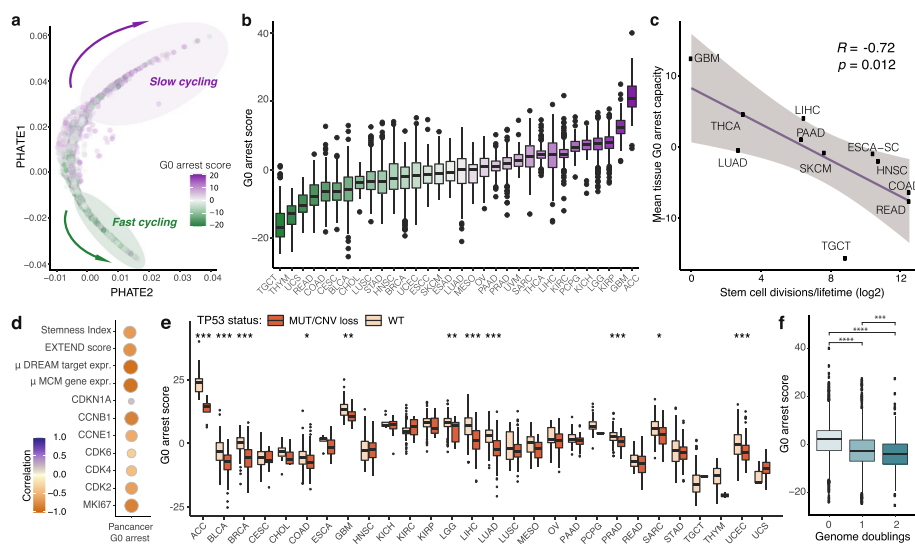 a
0.06
0.04
0.02
0.00
−0.02
−0.04
PHATE1
−0.01
0.00
0.01
0.02
0.03
0.04
PHATE2
Slow cycling
Fast cycling
G0 arrest score
20
10
0
−10
−20
b
G0 arrest score
40
20
0
−20
TGCT
THYM
UCS
READ
COAD
CESC
BLCA
CHOL
LUSC
STAD
HNSC
BRCA
UCEC
ESCC
SKCM
ESAD
LUAD
MESO
OV
PAAD
PRAD
UVM
SARC
THCA
LIHC
KIRC
PCPG
KICH
LGG
KIRP
GBM
ACC
c
R = -0.72
p = 0.012
Mean tissue G0 arrest capacity
10
0
−10
GBM
THCA
LUAD
LIHC
PAAD
SKCM
ESCA−SC
HNSC
COAD
READ
TGCT
0
4
8
12
Stem cell divisions/lifetime (log2)
d
Stemness Index
EXTEND score
μ DREAM target expr.
μ MCM gene expr.
CDKN1A
CCNB1
CCNE1
CDK6
CDK4
CDK2
MKI67
Correlation
1.0
0.5
0.0
−0.5
−1.0
Pancancer
G0 arrest
e
TP53 status:
MUT/CNV loss
WT
*** *** *** * ** ** *** *** *** * ***
G0 arrest score
25
0
−25
ACC
BLCA
BRCA
CESC
CHOL
COAD
ESCA
GBM
HNSC
KICH
KIRC
KIRP
LGG
LIHC
LUAD
LUSC
MESO
OV
PAAD
PCPG
PRAD
READ
SARC
STAD
TGCT
THYM
UCEC
UCS
f
***
****
****
G0 arrest score
40
20
0
−20
0
1
2
Genome doublings